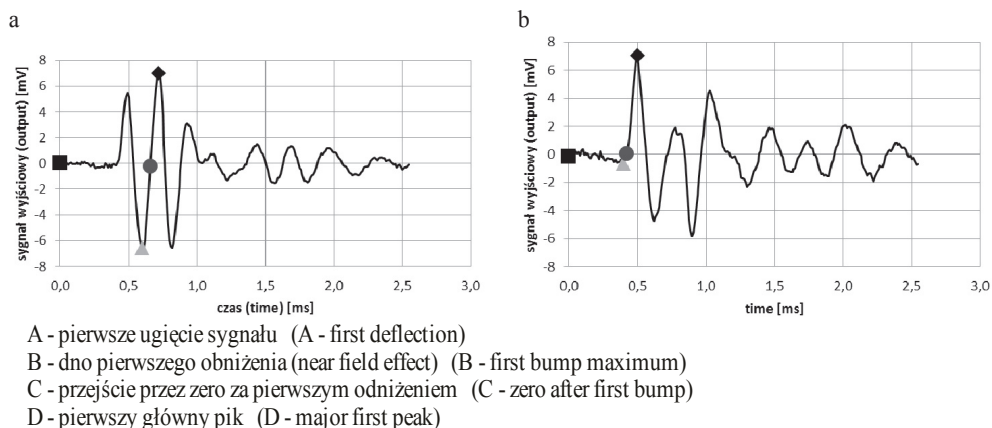 a
b
sygnał wyjściowy (output) [mV]
8
6
4
2
0
-2
-4
-6
-8
0,0 0,5 1,0 1,5 2,0 2,5 3,0
czas (time) [ms]
sygnał wyjściowy (output) [mV]
8
6
4
2
0
-2
-4
-6
-8
0,0 0,5 1,0 1,5 2,0 2,5 3,0
time [ms]
A - pierwsze ugięcie sygnału (A - first deflection)
B - dno pierwszego obniżenia (near field effect) (B - first bump maximum)
C - przejście przez zero za pierwszym odniżeniem (C - zero after first bump)
D - pierwszy główny pik (D - major first peak)